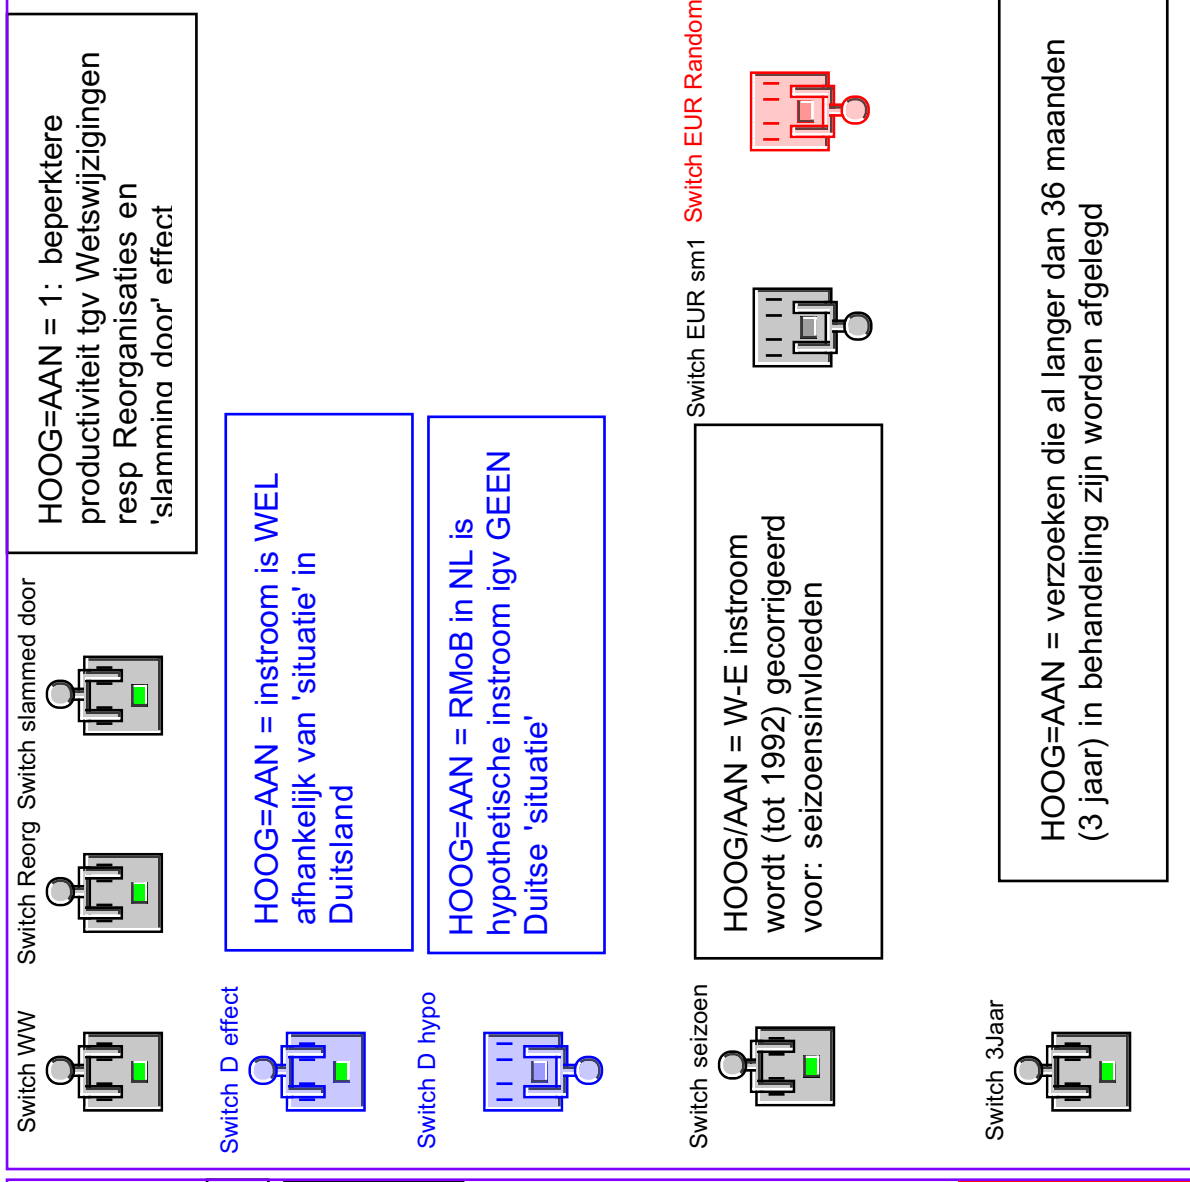 Switch WW
Switch Reorg
Switch slammed door
HOOG=AAN = 1: beperktere
productiviteit tgv Wetswijzigingen
resp Reorganisaties en
'slamming door' effect
Switch D effect
HOOG=AAN = instroom is WEL
afhankelijk van 'situatie' in
Duitsland
Switch D hypo
HOOG=AAN = RMoB in NL is
hypothetische instroom igv GEEN
Duitse 'situatie'
Switch seizoen
HOOG/AAN = W-E instroom
wordt (tot 1992) gecorrigeerd
voor: seizoensinvloeden
Switch EUR sm1
Switch EUR Random
Switch 3Jaar
HOOG=AAN = verzoeken die al langer dan 36 maanden
(3 jaar) in behandeling zijn worden afgelegd